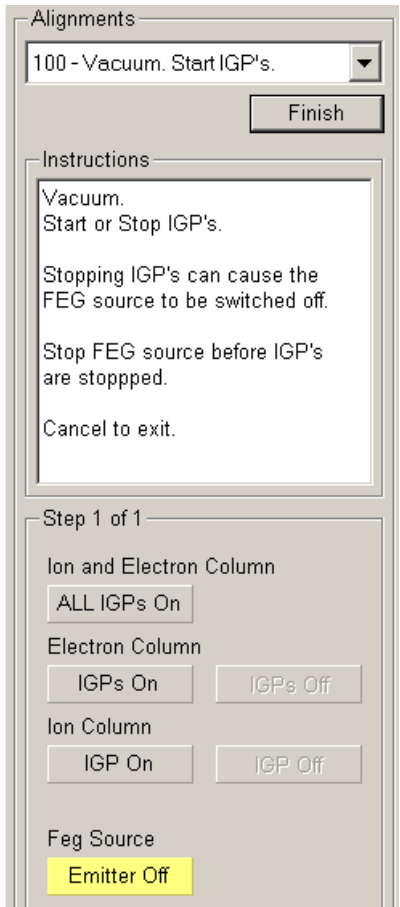 Alignments
100 - Vacuum. Start IGP's.
Finish
Instructions
Vacuum.
Start or Stop IGP's.
Stopping IGP's can cause the
FEG source to be switched off.
Stop FEG source before IGP's
are stoppped.
Cancel to exit.
Step 1 of 1
Ion and Electron Column
ALL IGPs On
Electron Column
IGPs On IGPs Off
Ion Column
IGP On IGP Off
Feg Source
Emitter Off